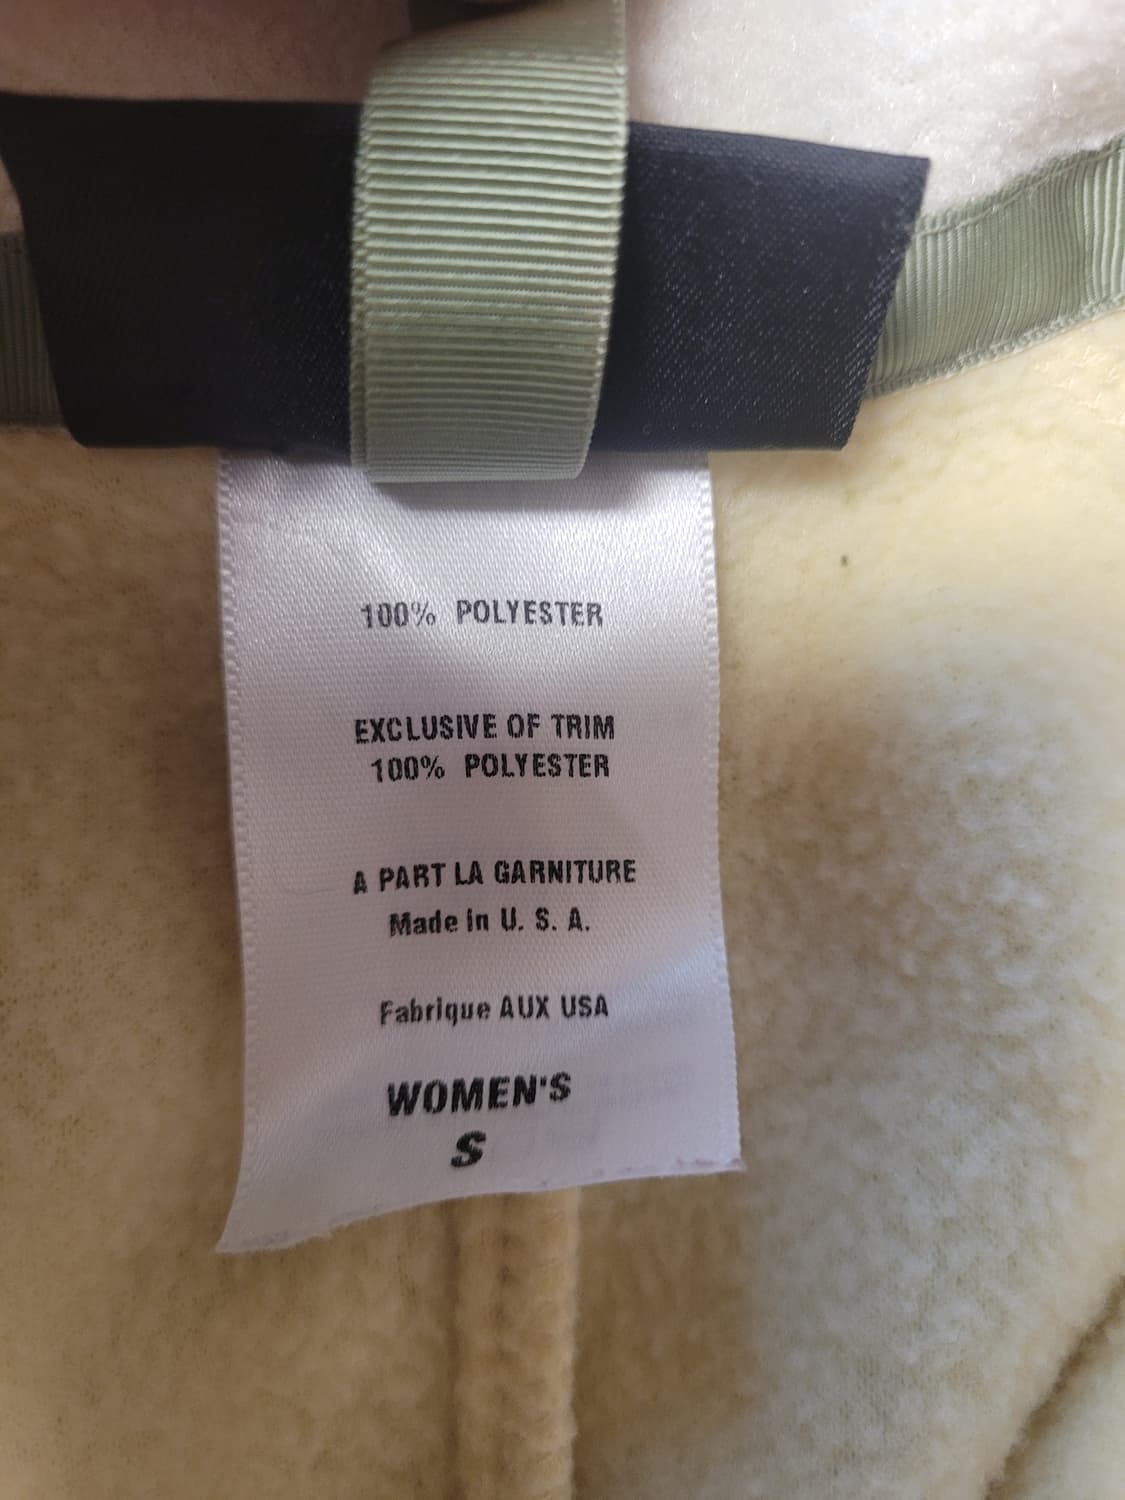 100% POLYESTER
EXCLUSIVE OF TRIM
100% POLYESTER
A PART LA GARNITURE
Made in U. S. A.
Fabrique AUX USA
WOMEN'S
S